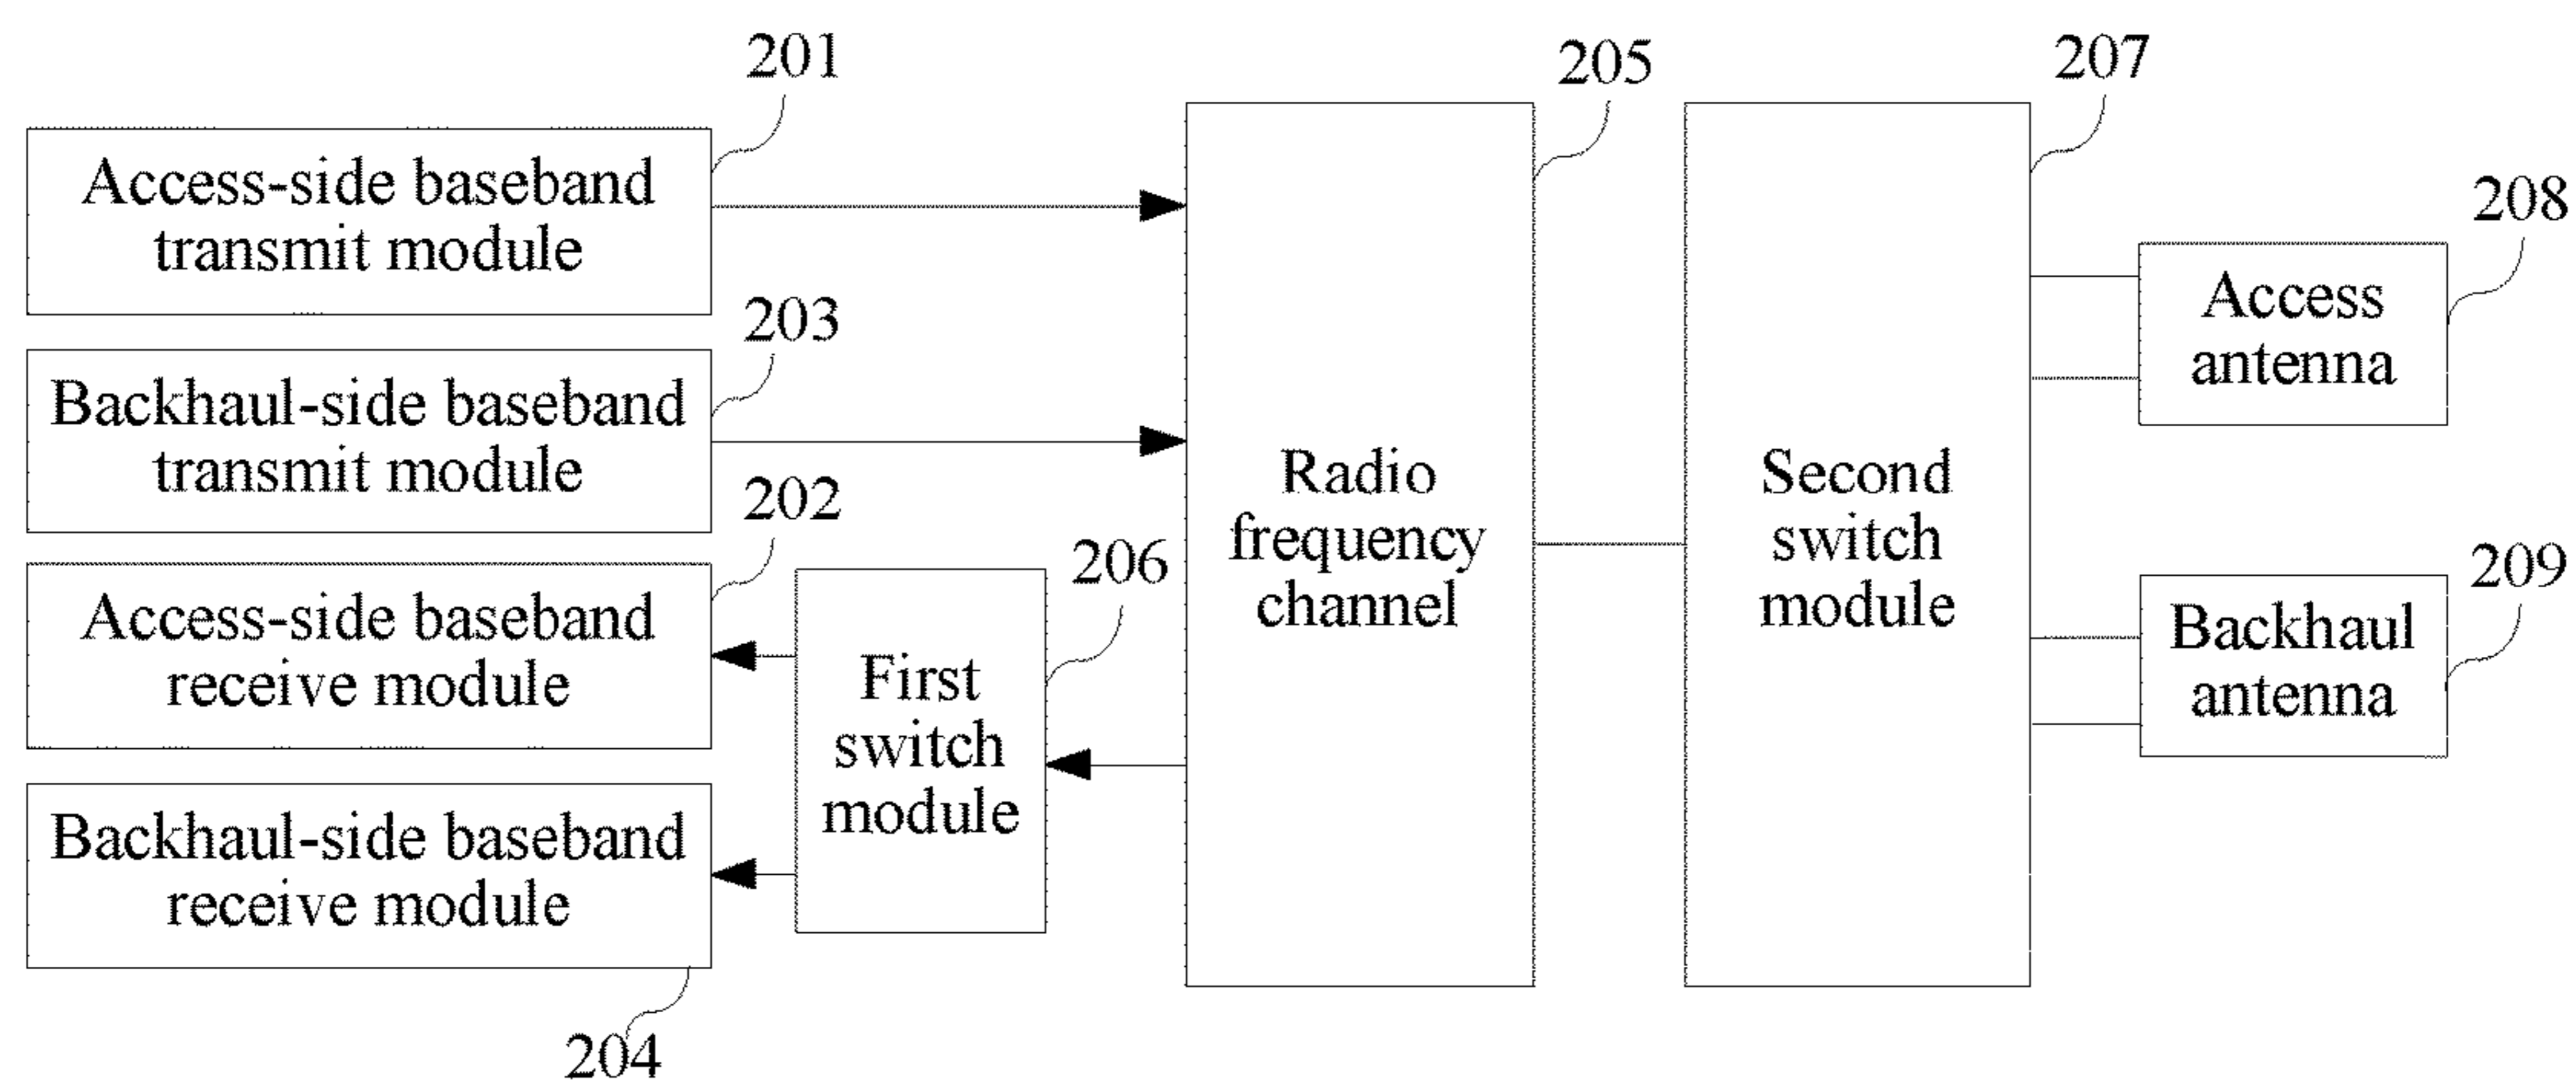 201
Access-side baseband
transmit module
203
Backhaul-side baseband
transmit module
202
Access-side baseband
receive module
Backhaul-side baseband
receive module
204
206
First
switch
module
205
Radio
frequency
channel
207
Second
switch
module
208
Access
antenna
209
Backhaul
antenna